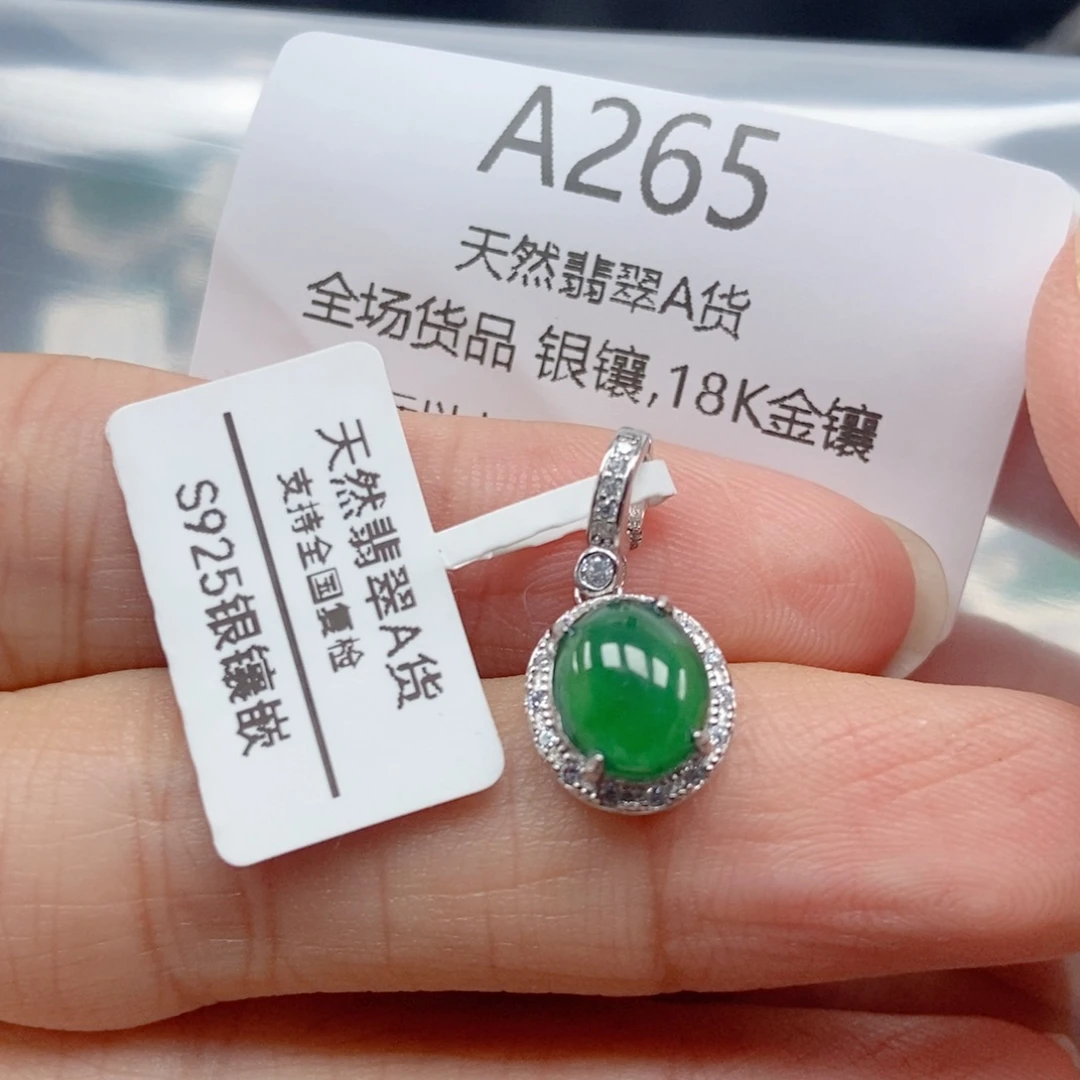 A265
天然翡翠A货
全场货品 银镶,18K金镶
天然翡翠A货
支持全国复检
S925银镶嵌